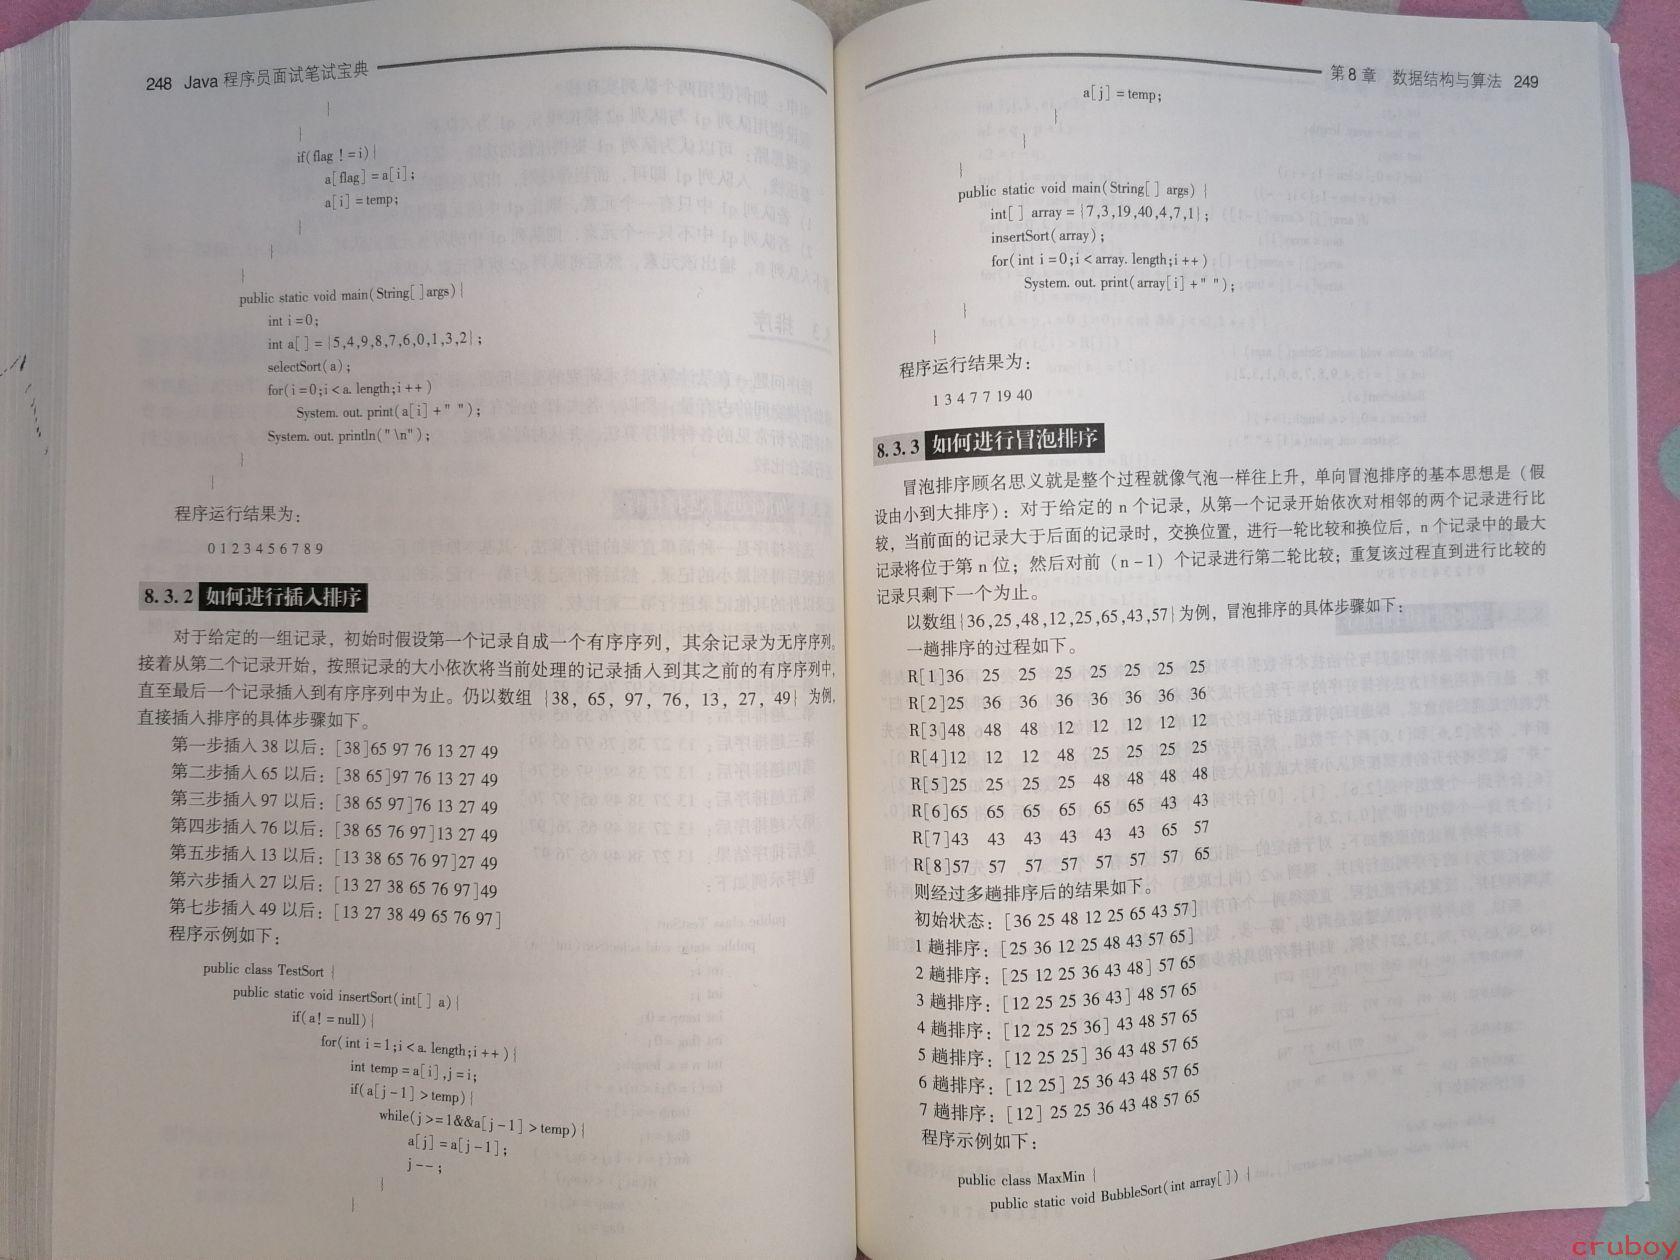 248 Java 程序员面试笔试宝典
}
}
if(flag ! =i){
a[flag] =a[i];
a[i] =temp;
}
}
}
public static void main(String[ ]args){
int i=0;
int a[ ] = {5,4,9,8,7,6,0,1,3,2};
selectSort(a);
for(i=0;i<a. length;i++)
System. out. print(a[i] +" ");
System. out. println("\n");
}
}
程序运行结果为:
0 1 2 3 4 5 6 7 8 9
8.3.2 如何进行插入排序
对于给定的一组记录，初始时假设第一个记录自成一个有序序列，其余记录为无序序列。
接着从第二个记录开始，按照记录的大小依次将当前处理的记录插入到其之前的有序序列中，
直至最后一个记录插入到有序序列中为止。仍以数组 {38, 65, 97, 76, 13, 27, 49} 为例，
直接插入排序的具体步骤如下。
第一步插入 38 以后: [38]65 97 76 13 27 49
第二步插入 65 以后: [38 65]97 76 13 27 49
第三步插入 97 以后: [38 65 97]76 13 27 49
第四步插入 76 以后: [38 65 76 97]13 27 49
第五步插入 13 以后: [13 38 65 76 97]27 49
第六步插入 27 以后: [13 27 38 65 76 97]49
第七步插入 49 以后: [13 27 38 49 65 76 97]
程序示例如下:
public class TestSort {
public static void insertSort(int[ ] a){
if(a! =null){
for(int i=1;i<a. length;i++){
int temp=a[i],j=i;
if(a[j-1]>temp){
while(j>=1&&a[j-1]>temp){
a[j] =a[j-1];
j--;
}
}
第 8 章 数据结构与算法 249
a[j] =temp;
}
}
}
public static void main(String[ ] args) {
int[ ] array = {7,3,19,40,4,7,1};
insertSort(array);
for(int i=0;i<array. length;i++)
System. out. print(array[i] +" ");
}
}
程序运行结果为:
1 3 4 7 7 19 40
8.3.3 如何进行冒泡排序
冒泡排序顾名思义就是整个过程就像气泡一样往上升，单向冒泡排序的基本思想是（假
设由小到大排序）: 对于给定的 n 个记录，从第一个记录开始依次对相邻的两个记录进行比
较，当前面的记录大于后面的记录时，交换位置，进行一轮比较和换位后，n 个记录中的最大
记录将位于第 n 位；然后对前（n-1）个记录进行第二轮比较；重复该过程直到进行比较的
记录只剩下一个为止。
以数组{36,25,48,12,25,65,43,57}为例，冒泡排序的具体步骤如下:
一趟排序的过程如下。
R[1]36 25 25 25 25 25 25 25
R[2]25 36 36 36 36 36 36 36
R[3]48 48 48 12 12 12 12 12
R[4]12 12 12 48 25 25 25 25
R[5]25 25 25 25 48 48 48 48
R[6]65 65 65 65 65 65 43 43
R[7]43 43 43 43 43 43 65 57
R[8]57 57 57 57 57 57 57 65
则经过多趟排序后的结果如下。
初始状态: [36 25 48 12 25 65 43 57]
1 趟排序: [25 36 12 25 48 43 57 65]
2 趟排序: [25 12 25 36 43 48] 57 65
3 趟排序: [12 25 25 36 43] 48 57 65
4 趟排序: [12 25 25 36] 43 48 57 65
5 趟排序: [12 25 25] 36 43 48 57 65
6 趟排序: [12 25] 25 36 43 48 57 65
7 趟排序: [12] 25 25 36 43 48 57 65
程序示例如下:
public class MaxMin {
public static void BubbleSort(int array[ ]) {
cruboy